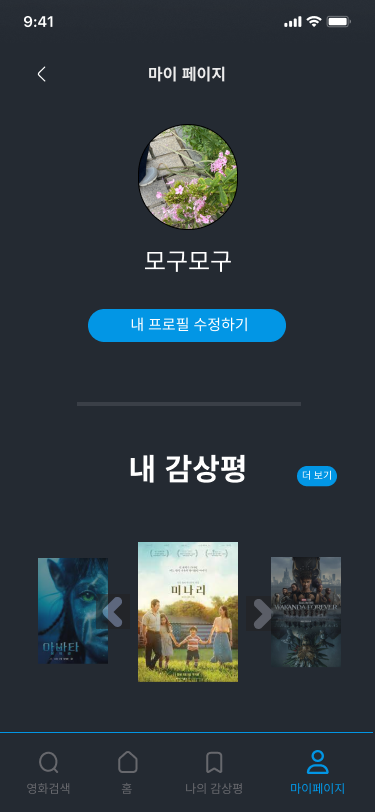 9:41
마이 페이지
모구모구
내 프로필 수정하기
내 감상평
더 보기
아바타
미나리
WAKANDA FOREVER
영화검색
홈
나의 감상평
마이페이지